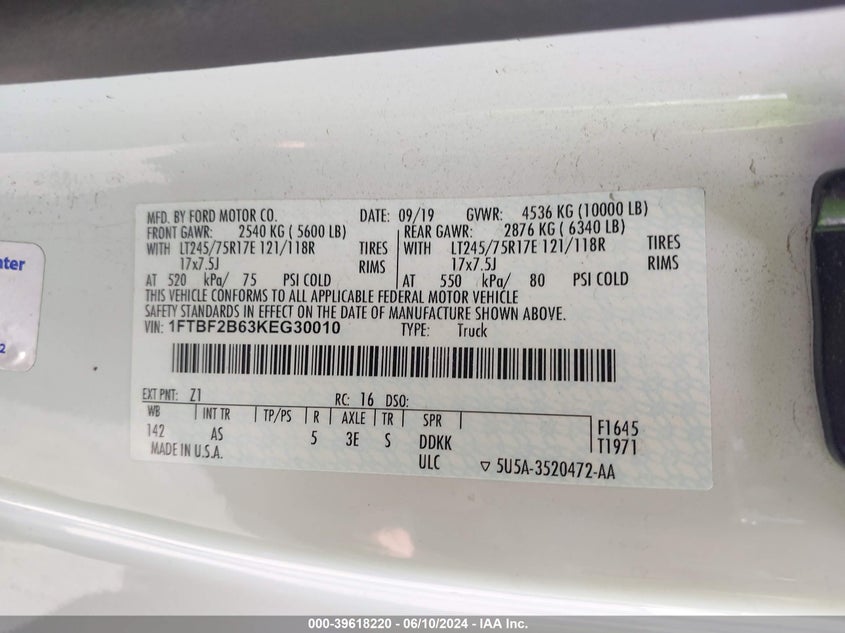 MFD. BY FORD MOTOR CO. DATE: 09/19 GVWR: 4536 KG (10000 LB)
FRONT GAWR: 2540 KG ( 5600 LB) REAR GAWR: 2876 KG ( 6340 LB)
WITH LT245/75R17E 121/118R TIRES WITH LT245/75R17E 121/118R TIRES
17x7.5J RIMS 17x7.5J RIMS
AT 520 kPa/ 75 PSI COLD AT 550 kPa/ 80 PSI COLD
THIS VEHICLE CONFORMS TO ALL APPLICABLE FEDERAL MOTOR VEHICLE
SAFETY STANDARDS IN EFFECT ON THE DATE OF MANUFACTURE SHOWN ABOVE.
VIN: 1FTBF2B63KEG30010 TYPE: Truck
EXT PNT: Z1 RC: 16 DSO:
WB INT TR TP/PS R AXLE TR SPR F1645
142 AS 5 3E S DDKK T1971
MADE IN U.S.A. ULC ▽ 5U5A-3520472-AA
nter
2
000-39618220 - 06/10/2024 - IAA Inc.